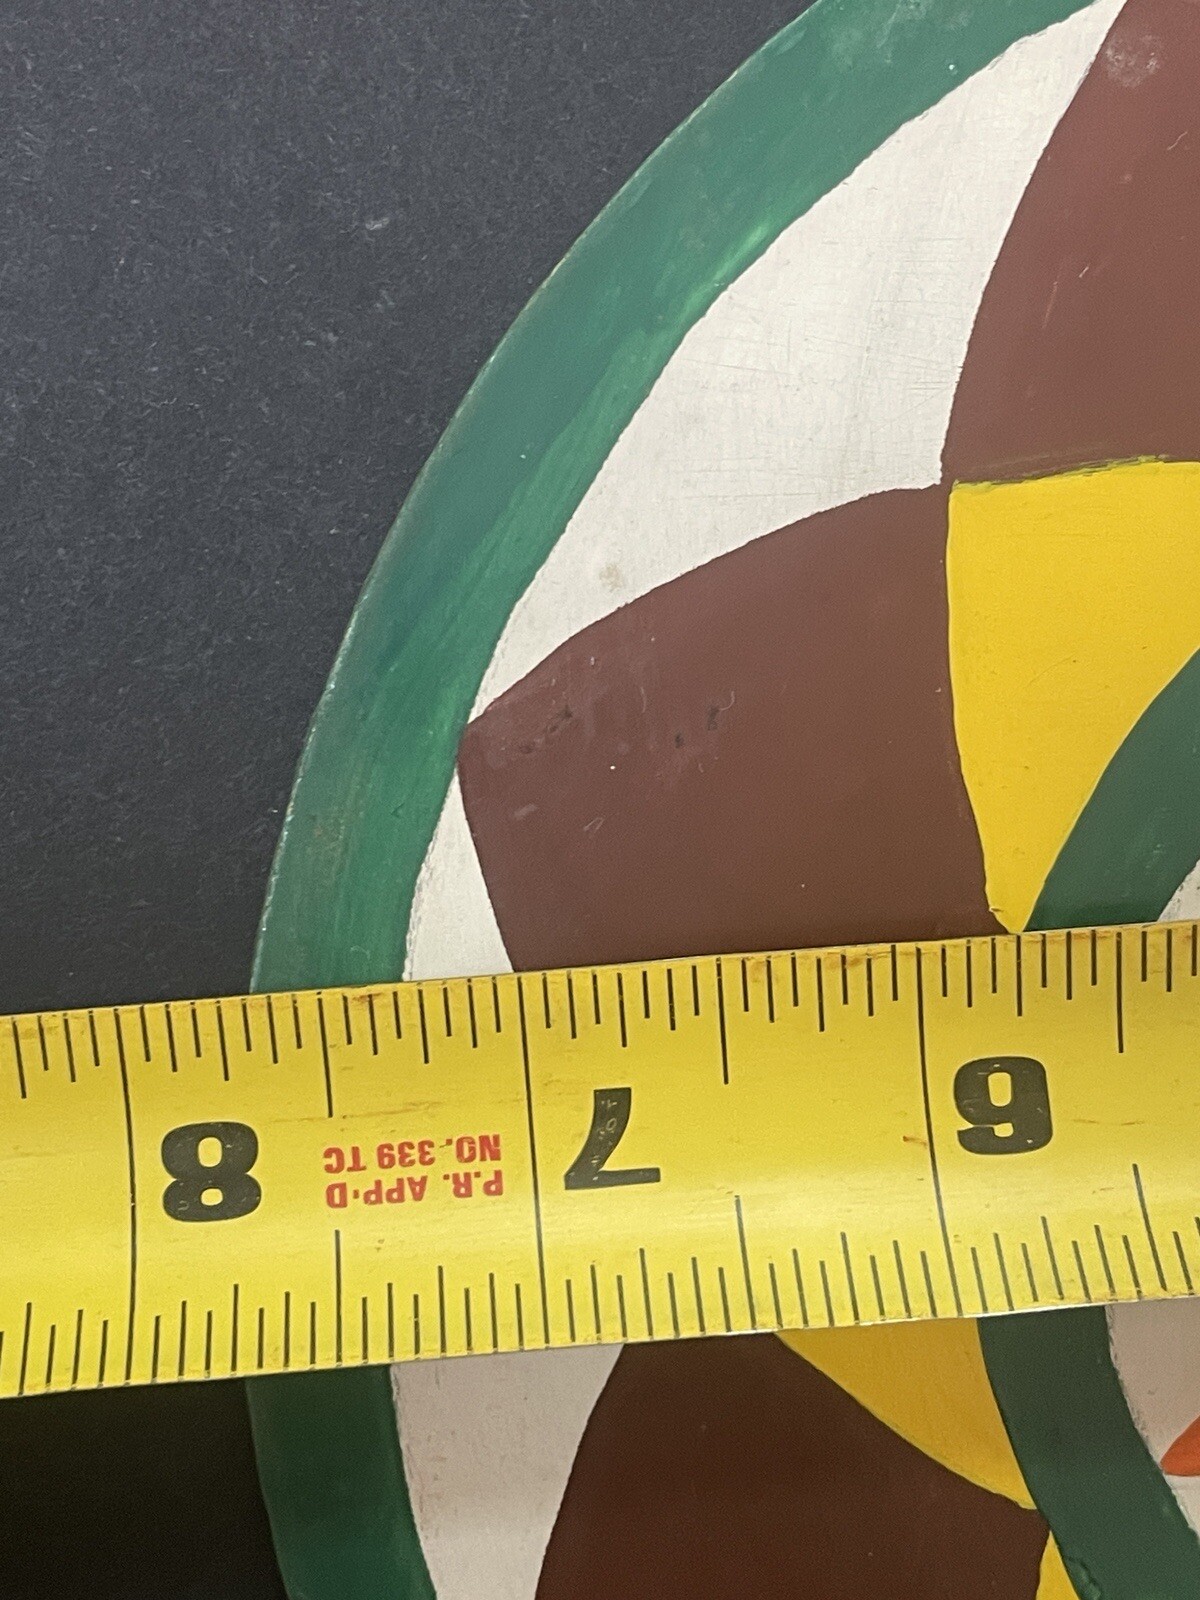 6 7 8
P.R. APP'D
NO. 339 TC